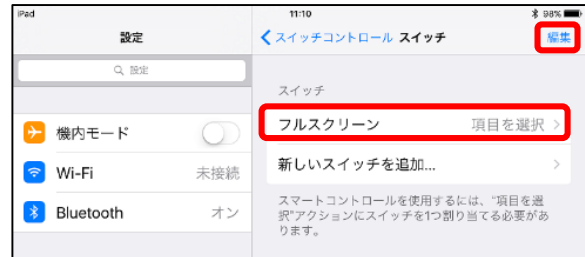 iPad 11:10 98%
設定
スイッチコントロール スイッチ 編集
設定
機内モード
Wi-Fi 未接続
Bluetooth オン
スイッチ
フルスクリーン 項目を選択
新しいスイッチを追加...
スマートコントロールを使用するには、"項目を選
択"アクションにスイッチを1つ割り当てる必要があ
ります。